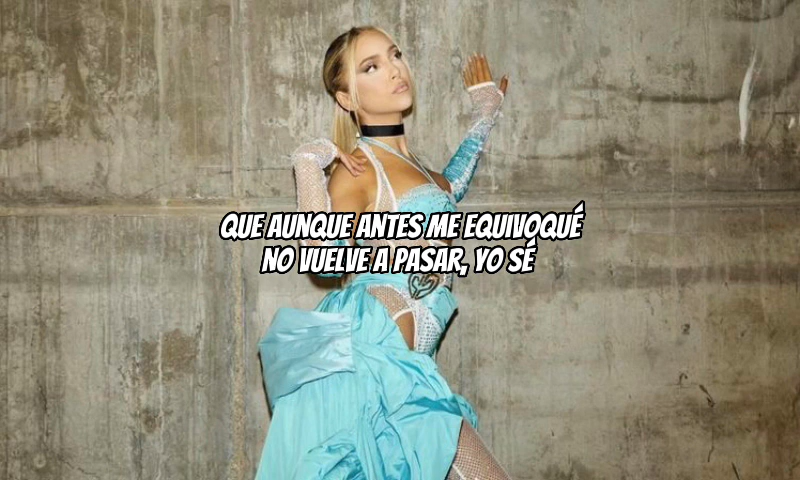 QUE AUNQUE ANTES ME EQUIVOQUÉ
NO VUELVE A PASAR, YO SÉ